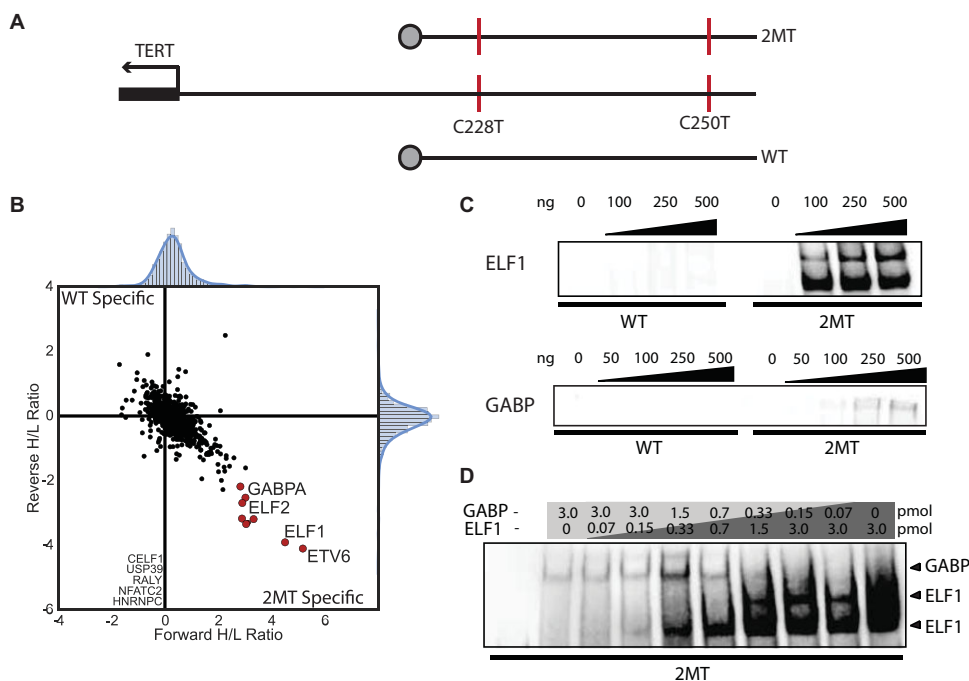 A
TERT
2MT
C228T
C250T
WT
B
4
2
0
-2
-4
-6
Reverse H/L Ratio
WT Specific
GABPA
ELF2
ELF1
ETV6
CELF1
USP39
RALY
NFATC2
HNRNPC
2MT Specific
-4 -2 0 2 4 6
Forward H/L Ratio
C
ng 0 100 250 500 0 100 250 500
ELF1
WT 2MT
ng 0 50 100 250 500 0 50 100 250 500
GABP
WT 2MT
D
GABP - 3.0 3.0 3.0 1.5 0.7 0.33 0.15 0.07 0 pmol
ELF1 - 0 0.07 0.15 0.33 0.7 1.5 3.0 3.0 3.0 pmol
GABP
ELF1
ELF1
2MT